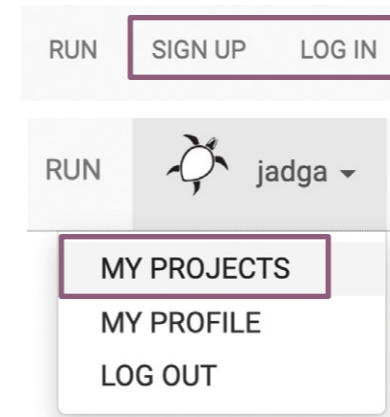 RUN SIGN UP LOG IN
RUN jadga
MY PROJECTS
MY PROFILE
LOG OUT